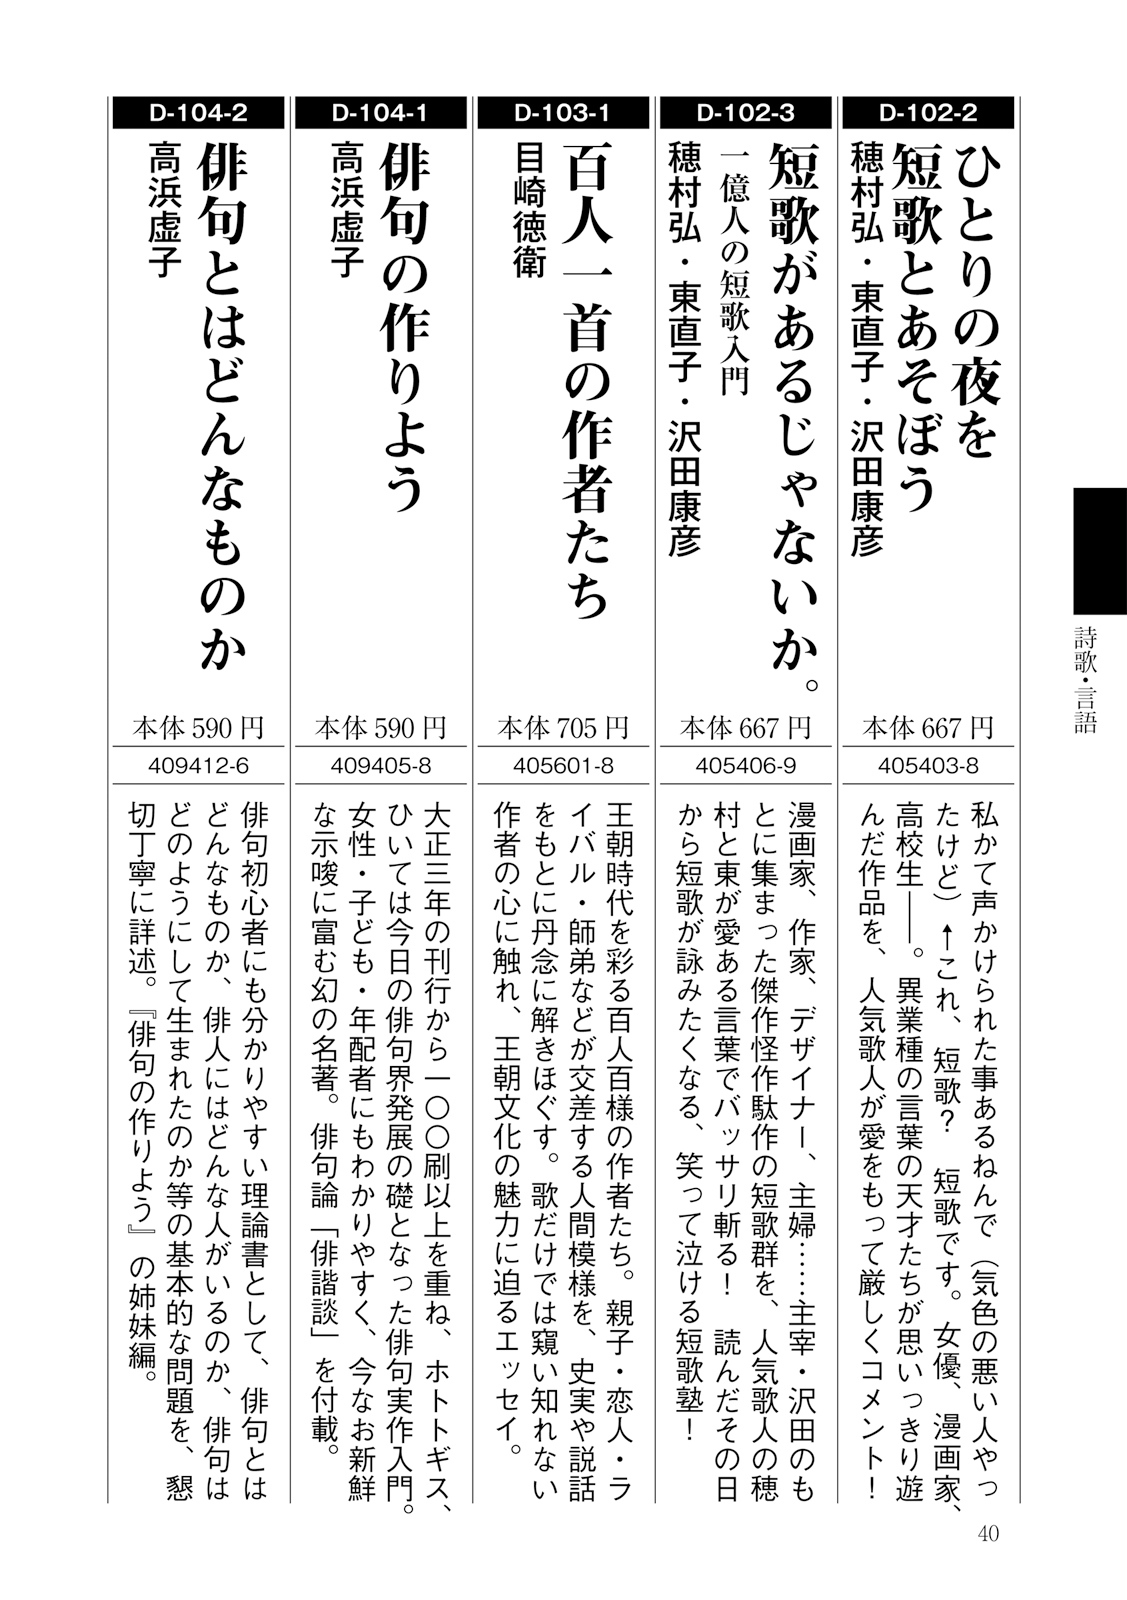 詩歌・言語
D-102-2
ひとりの夜を
短歌とあそぼう
穂村弘・東直子・沢田康彦
本体 667 円
405403-8
私かて声かけられた事あるねんで（気色の悪い人やっ
たけど）←これ、短歌？　短歌です。女優、漫画家、
高校生――。異業種の言葉の天才たちが思いっきり遊
んだ作品を、人気歌人が愛をもって厳しくコメント！
D-102-3
短歌があるじゃないか。
一億人の短歌入門
穂村弘・東直子・沢田康彦
本体 667 円
405406-9
漫画家、作家、デザイナー、主婦……主宰・沢田のも
とに集まった傑作怪作駄作の短歌群を、人気歌人の穂
村と東が愛ある言葉でバッサリ斬る！　読んだその日
から短歌が詠みたくなる、笑って泣ける短歌塾！
D-103-1
百人一首の作者たち
目崎徳衛
本体 705 円
405601-8
王朝時代を彩る百人百様の作者たち。親子・恋人・ラ
イバル・師弟などが交差する人間模様を、史実や説話
をもとに丹念に解きほぐす。歌だけでは窺い知れない
作者の心に触れ、王朝文化の魅力に迫るエッセイ。
D-104-1
俳句の作りよう
高浜虚子
本体 590 円
409405-8
大正三年の刊行から一〇〇刷以上を重ね、ホトトギス、
ひいては今日の俳句界発展の礎となった俳句実作入門。
女性・子ども・年配者にもわかりやすく、今なお新鮮
な示唆に富む幻の名著。俳句論「俳諧談」を付載。
D-104-2
俳句とはどんなものか
高浜虚子
本体 590 円
409412-6
俳句初心者にも分かりやすい理論書として、俳句とは
どんなものか、俳人にはどんな人がいるのか、俳句は
どのようにして生まれたのか等の基本的な問題を、懇
切丁寧に詳述。『俳句の作りよう』の姉妹編。
40